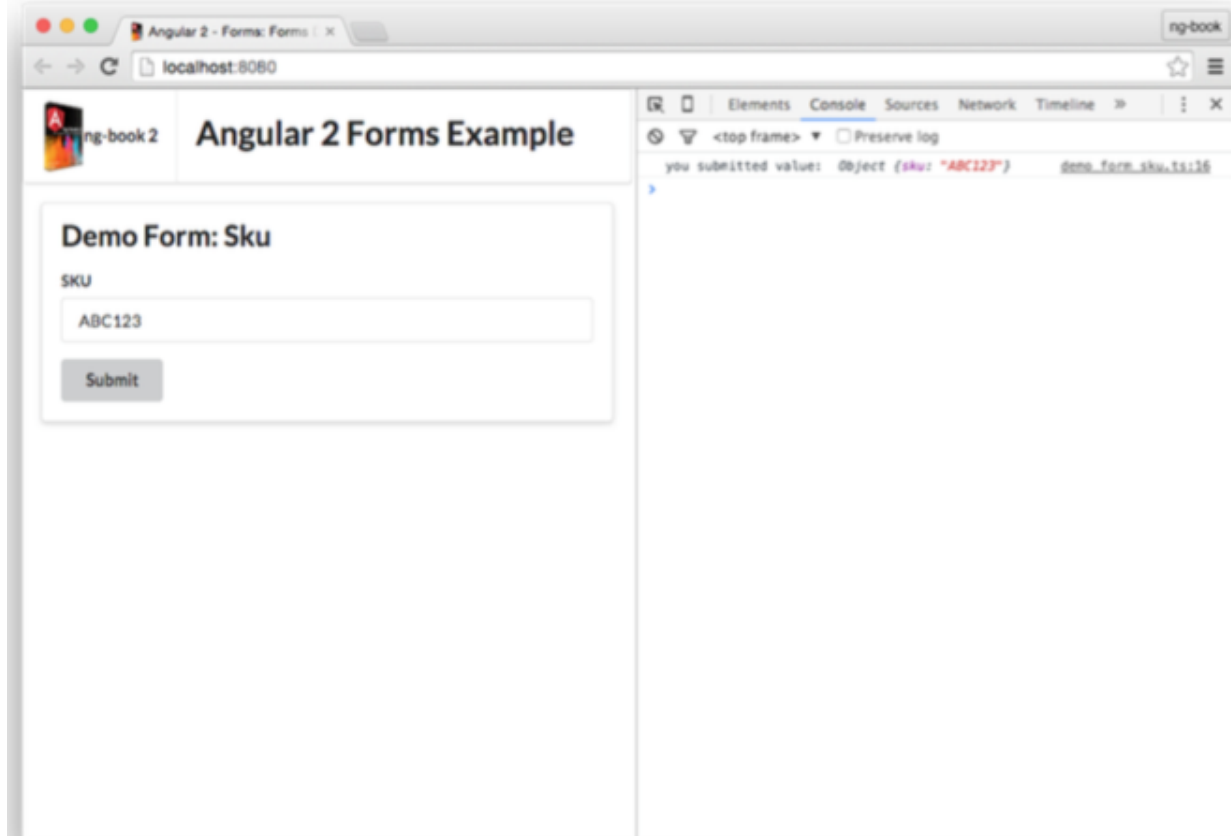 Angular 2 - Forms: Forms
ng-book
localhost:8080
ng-book 2
Angular 2 Forms Example
Demo Form: Sku
SKU
ABC123
Submit
Elements Console Sources Network Timeline »
<top frame> ▼ Preserve log
you submitted value: Object {sku: "ABC123"} demo_form_sku.ts:16
>